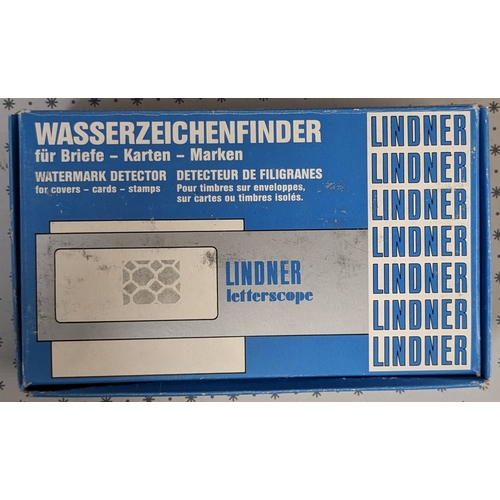 WASSERZEICHENFINDER
für Briefe – Karten – Marken
WATERMARK DETECTOR
for covers – cards – stamps
DETECTEUR DE FILIGRANES
Pour timbres sur enveloppes,
sur cartes ou timbres isolés.
LINDNER
letterscope
LINDNER
LINDNER
LINDNER
LINDNER
LINDNER
LINDNER
LINDNER